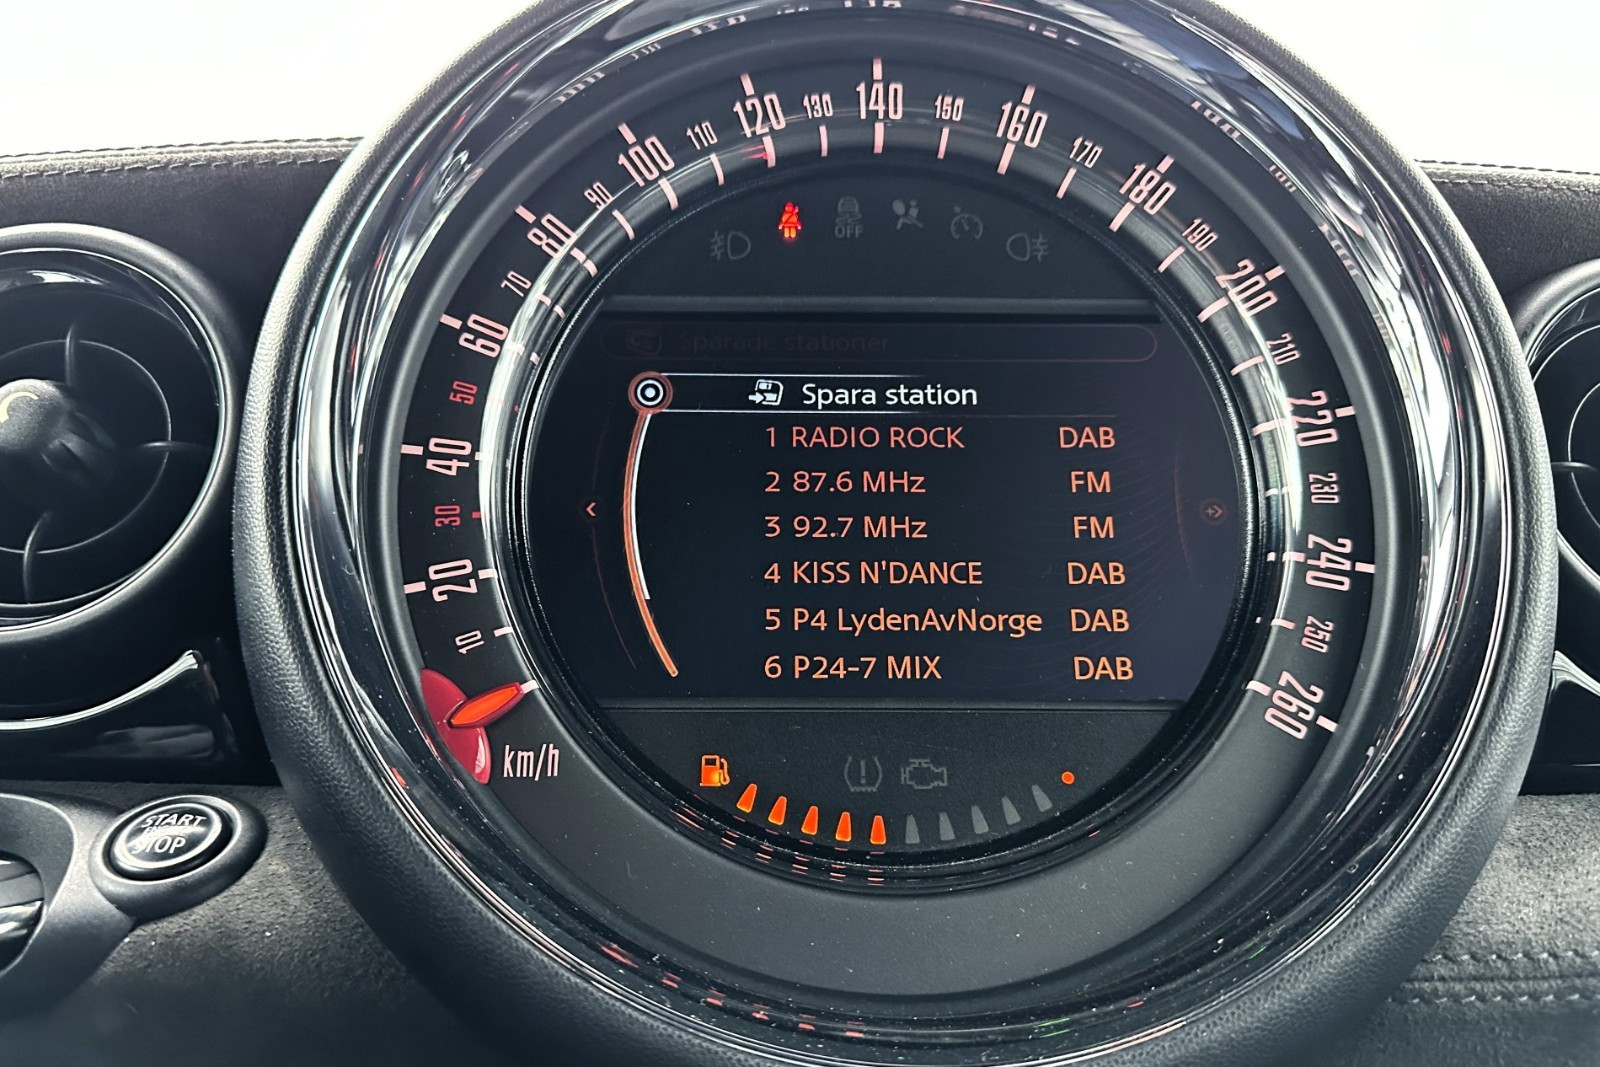 10
20
30
40
50
60
70
80
90
100
110
120
130
140
150
160
170
180
190
200
210
220
230
240
250
260
km/h
OFF
Sparade stationer
Spara station
1 RADIO ROCK DAB
2 87.6 MHz FM
3 92.7 MHz FM
4 KISS N'DANCE DAB
5 P4 LydenAvNorge DAB
6 P24-7 MIX DAB
START
ENGINE
STOP